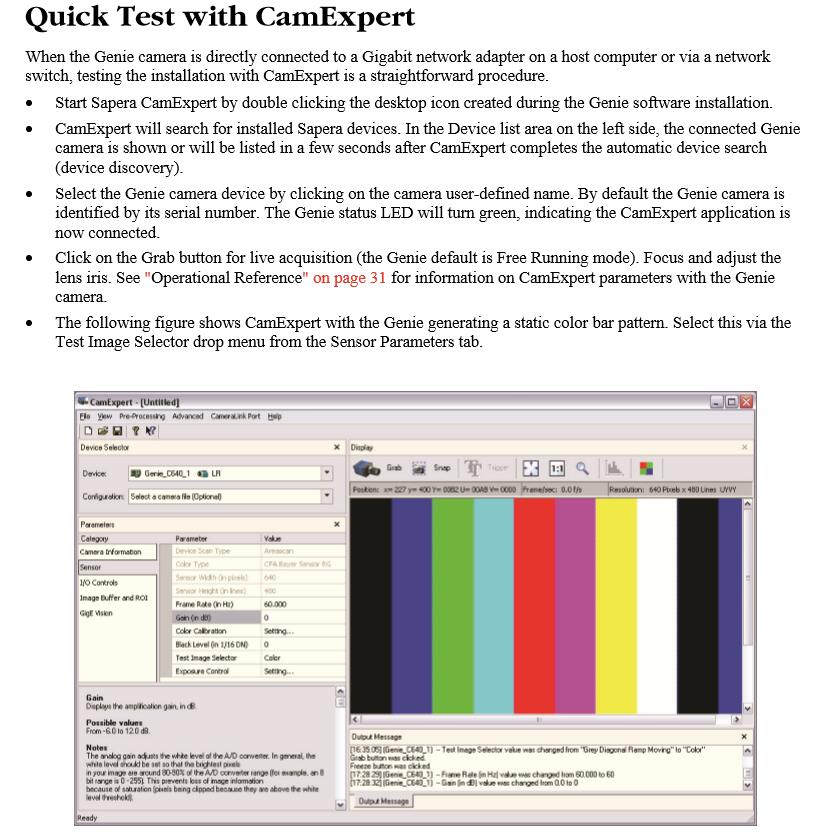 Quick Test with CamExpert
When the Genie camera is directly connected to a Gigabit network adapter on a host computer or via a network
switch, testing the installation with CamExpert is a straightforward procedure.
• Start Sapera CamExpert by double clicking the desktop icon created during the Genie software installation.
• CamExpert will search for installed Sapera devices. In the Device list area on the left side, the connected Genie
camera is shown or will be listed in a few seconds after CamExpert completes the automatic device search
(device discovery).
• Select the Genie camera device by clicking on the camera user-defined name. By default the Genie camera is
identified by its serial number. The Genie status LED will turn green, indicating the CamExpert application is
now connected.
• Click on the Grab button for live acquisition (the Genie default is Free Running mode). Focus and adjust the
lens iris. See "Operational Reference" on page 31 for information on CamExpert parameters with the Genie
camera.
• The following figure shows CamExpert with the Genie generating a static color bar pattern. Select this via the
Test Image Selector drop menu from the Sensor Parameters tab.
CamExpert - [Untitled]
File View Pre-Processing Advanced CameraLink Port Help
Device Selector
Device: Genie_C640_1 LR
Configuration: Select a camera file (Optional)
Display
Grab Snap Trigger 1:1
Position: x= 227 y= 400 Y= 0082 U= 00A8 V= 0000 Frame/sec: 0.0 f/s Resolution: 640 Pixels x 480 Lines UYVY
Parameters
Category Parameter Value
Camera Information
Sensor
I/O Controls
Image Buffer and ROI
GigE Vision
Device Scan Type Areascan
Color Type CFA Bayer Sensor RG
Sensor Width (in pixels) 640
Sensor Height (in lines) 480
Frame Rate (in Hz) 60.000
Gain (in dB) 0
Color Calibration Setting...
Black Level (in 1/16 DN) 0
Test Image Selector Color
Exposure Control Setting...
Gain
Displays the amplification gain, in dB.
Possible values
From -6.0 to 12.0 dB.
Notes
The analog gain adjusts the white level of the A/D converter. In general, the
white level should be set so that the brightest pixels
in your image are around 80-90% of the A/D converter range (for example, an 8
bit range is 0 -255). This prevents loss of image information
because of saturation (pixels being clipped because they are above the white
level threshold).
Output Message
[16:35:05] (Genie_C640_1) - Test Image Selector value was changed from "Grey Diagonal Ramp Moving" to "Color"
Grab button was clicked.
Freeze button was clicked.
[17:28:29] (Genie_C640_1) - Frame Rate (in Hz) value was changed from 60.000 to 60
[17:28:32] (Genie_C640_1) - Gain (in dB) value was changed from 0.0 to 0
Output Message
Ready